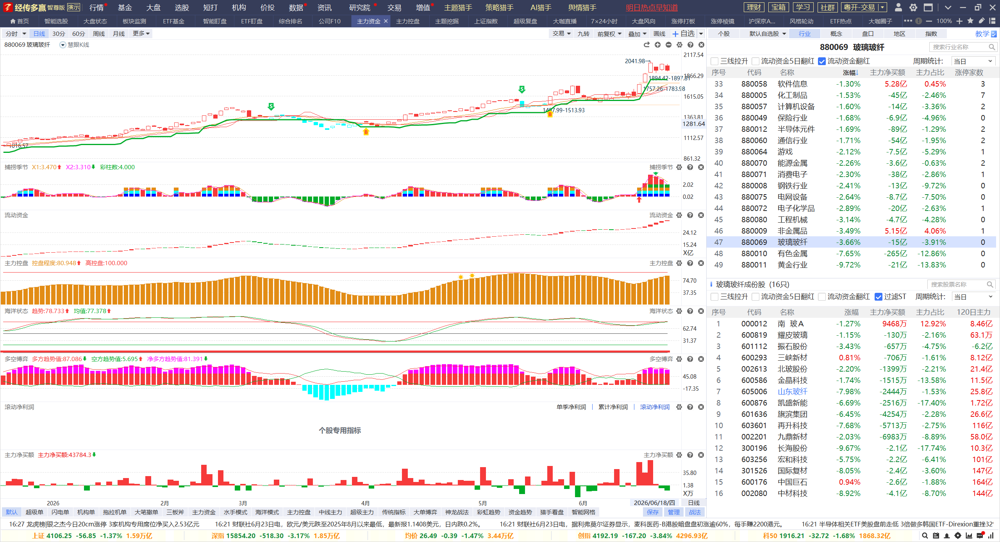 经传多赢 智尊版 演示 行情 基金 大盘 选股 短打 机构 价投 数据 资讯 研究院 交易 增值 主题猎手 策略猎手 AI猎手 舆情猎手 明日热点早知道 理财 宝箱 学习 社群 粤开-交易
首页 智能选股 大盘状态 板块监测 ETF基金 智能盯盘 ETF盯盘 综合排名 公司F10 主力资金 主力控盘 主题挖掘 上证指数 超级复盘 大咖直播 7×24小时 大盘风向 涨停打板 涨停棱镜 沪深京A... 风格轮动 ETF热点 大咖圈子 100%
分时 日线 30分 60分 周线 月线 更多 交易 九转 前复权 叠加 画线 自选
880069 玻璃玻纤 慧眼K线
2117.54
2041.98
1866.29
1894.42-1897.81
1757.26-1783.98
1615.05
1497.99-1513.93
1363.81
1281.64
1112.57
1016.57
861.32
S S B B
捕捞季节 X1:3.470 X2:3.310 彩柱数:4.000 捕捞季节
2.02
0.02
流动资金 流动资金
24.12
15.24
X亿
主力控盘 控盘程度:80.948 高控盘:100.000 主力控盘
74.70
37.35
海洋状态 趋势:78.733 均值:77.378 海洋状态
62.74
31.37
多空博弈 多方趋势值:87.086 空方趋势值:5.695 净多方趋势值:81.391 多空博弈
45.08
-17.35
滚动净利润 单季净利润 累计净利润 滚动净利润
个股专用指标
主力净买额 主力净买额:43784.3 主力净买额
35.80
1.38
X万
2026 2月 3月 4月 5月 6月 2026/06/18/四 日线
默认 超级单 闪电单 机构单 拖拉机单 大笔撤单 三板斧 主力资金 水手模式 海洋模式 主力控盘 中线主力 超级主力 传统指标 大单博弈 神龙战法 彩虹趋势 资金趋势 猎手看盘 智能网格 保存 管理 战法
个股 默认自选股 行业 概念 盘口 地区 指数 教学
880069 玻璃玻纤 搜索行业名称
三线拉升 流动资金5日翻红 流动资金翻红 周期统计: 当日
序号 代码 名称 涨幅↓ 主力净买额 主力占比 涨停家数
33 880058 软件信息 -1.30% 5.28亿 0.45% 3
34 880005 化工制品 -1.53% -45亿 -2.46% 7
35 880057 计算机设备 -1.60% -14亿 -3.36% 2
36 880049 保险行业 -1.68% -6.9亿 -4.96% 0
37 880012 半导体元件 -1.69% -89亿 -1.29% 2
38 880060 通信行业 -1.71% -54亿 -1.95% 2
39 880064 游戏 -2.12% -7.5亿 -5.29% 1
40 880070 能源金属 -2.26% -3.6亿 -0.63% 2
41 880071 消费电子 -2.30% -38亿 -2.86% 1
42 880008 钢铁行业 -2.41% -13亿 -9.72% 0
43 880075 电网设备 -2.64% -8.7亿 -7.50% 0
44 880072 电子化学品 -2.89% -20亿 -2.63% 1
45 880080 工程机械 -3.14% -4.7亿 -4.28% 0
46 880009 非金属品 -3.49% 5.15亿 4.06% 1
47 880069 玻璃玻纤 -3.66% -15亿 -3.91% 0
48 880010 有色金属 -7.65% -265亿 -12.86% 0
49 880011 黄金行业 -9.72% -21亿 -13.83% 0
玻璃玻纤成份股 (16只) 搜索股票名称
三线拉升 流动资金5日翻红 流动资金翻红 过滤ST 周期统计: 当日
序号 代码 名称 涨幅 主力净买额 主力占比 120日主力
1 000012 南 玻A -1.27% 9468万 12.92% 8.46亿
2 600819 耀皮玻璃 -1.15% -130万 -2.16% 63.1万
3 601112 振石股份 -3.43% -657万 -4.75% -6.2亿
4 600293 三峡新材 0.81% -706万 -1.61% 8.12亿
5 002613 北玻股份 -2.20% -1399万 -2.21% 21.4亿
6 600586 金晶科技 -1.74% -1515万 -13.58% 11.5亿
7 605006 山东玻纤 -7.98% -2444万 -1.53% 25.8亿
8 600876 凯盛新能 -6.69% -2516万 -17.40% 1.72亿
9 601636 旗滨集团 -6.45% -4254万 -2.28% 26.6亿
10 603601 再升科技 -7.68% -5713万 -2.75% 116亿
11 002201 九鼎新材 -2.03% -6983万 -8.89% 58.0亿
12 300196 长海股份 -9.67% -2.1亿 -17.74% 10.3亿
13 603256 宏和科技 -5.75% -2.2亿 -6.41% 101亿
14 301526 国际复材 -8.05% -2.4亿 -3.60% 147亿
15 600176 中国巨石 0.94% -2.6亿 -1.88% 164亿
16 002080 中材科技 -8.92% -4.1亿 -8.70% 144亿
16:27 龙虎榜|银之杰今日20cm涨停 3家机构专用席位净买入2.53亿元 16:21 财联社6月23日电，欧元/美元跌至2025年8月以来最低，最新报1.1408美元，日内跌0.2%。 16:21 财联社6月23日电，据利弗莫尔证券显示，麦科医药-B港股暗盘盘初涨逾60%，每手赚2200港元。 16:21 半导体相关ETF美股盘前走低 3倍做多韩国ETF-Direxion重挫32%
上证 4106.25 -56.85 -1.37% 1.59万亿 深指 15854.20 -518.30 -3.17% 1.85万亿 均价 26.49 -0.39 -1.47% 3.44万亿 创指 4192.19 -167.20 -3.84% 4296.93亿 科50 1916.21 -32.72 -1.68% 1868.32亿